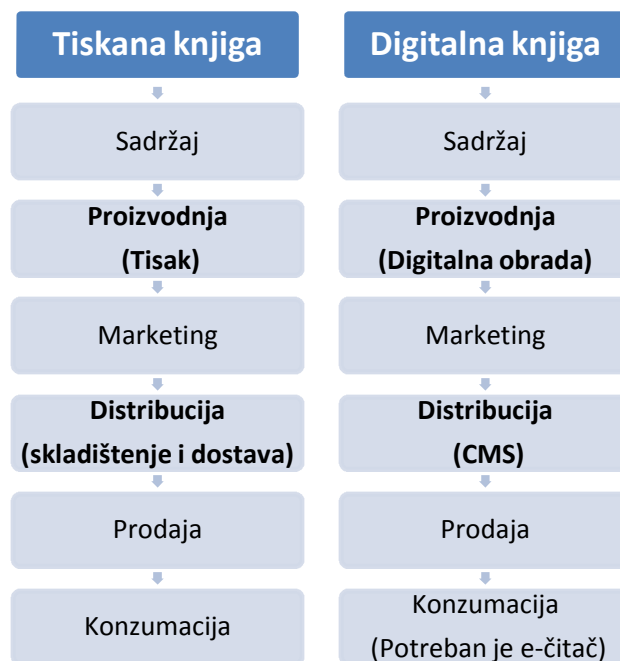 Tiskana knjiga
Sadržaj
Proizvodnja
(Tisak)
Marketing
Distribucija
(skladištenje i dostava)
Prodaja
Konzumacija
Digitalna knjiga
Sadržaj
Proizvodnja
(Digitalna obrada)
Marketing
Distribucija
(CMS)
Prodaja
Konzumacija
(Potreban je e-čitač)